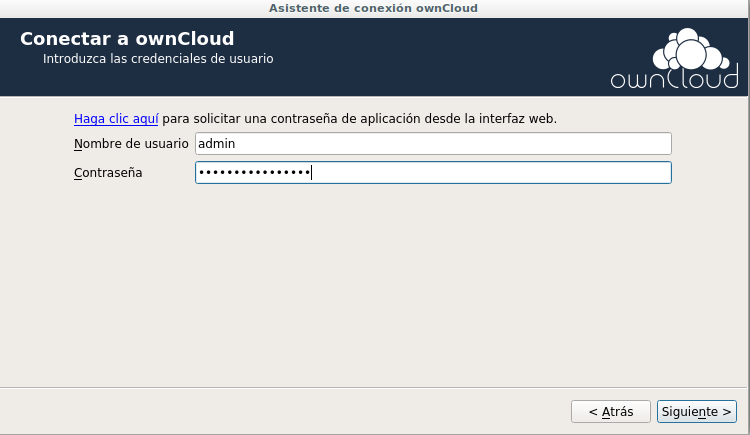 Asistente de conexión ownCloud
Conectar a ownCloud
Introduzca las credenciales de usuario
ownCloud
Haga clic aquí para solicitar una contraseña de aplicación desde la interfaz web.
Nombre de usuario admin
Contraseña ••••••••••••••••
< Atrás Siguiente >